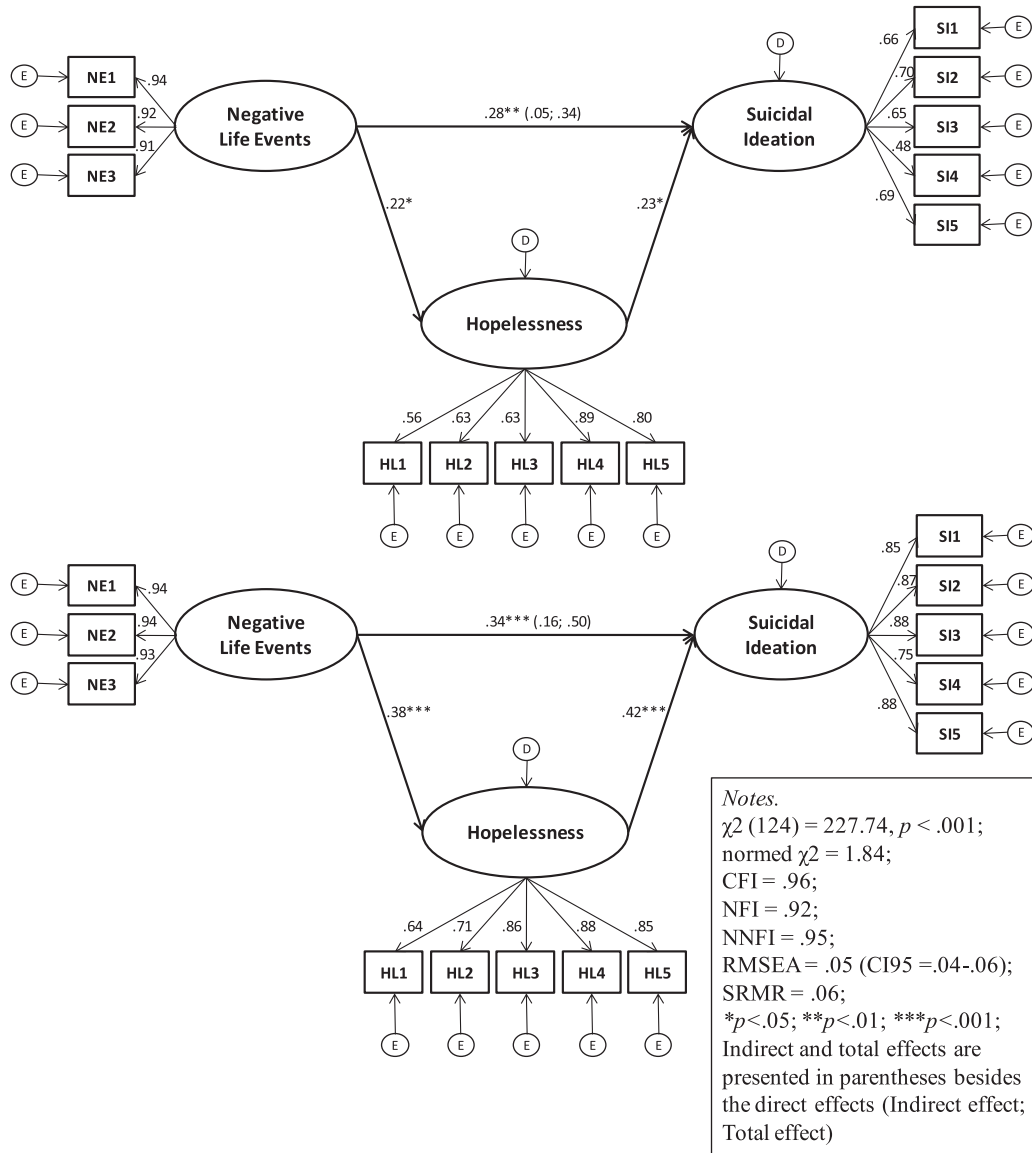 E
NE1
.94
E
NE2
.92
E
NE3
.91
Negative
Life Events
.28** (.05; .34)
D
Suicidal
Ideation
.66
SI1
E
.70
SI2
E
.65
SI3
E
.48
SI4
E
.69
SI5
E
.22*
.23*
D
Hopelessness
.56
.63
.63
.89
.80
HL1
HL2
HL3
HL4
HL5
E
E
E
E
E
E
NE1
.94
E
NE2
.94
E
NE3
.93
Negative
Life Events
.34*** (.16; .50)
D
Suicidal
Ideation
.85
SI1
E
.87
SI2
E
.88
SI3
E
.75
SI4
E
.88
SI5
E
.38***
.42***
D
Hopelessness
.64
.71
.86
.88
.85
HL1
HL2
HL3
HL4
HL5
E
E
E
E
E
Notes.
χ2 (124) = 227.74, p < .001;
normed χ2 = 1.84;
CFI = .96;
NFI = .92;
NNFI = .95;
RMSEA = .05 (CI95 =.04-.06);
SRMR = .06;
*p<.05; **p<.01; ***p<.001;
Indirect and total effects are
presented in parentheses besides
the direct effects (Indirect effect;
Total effect)